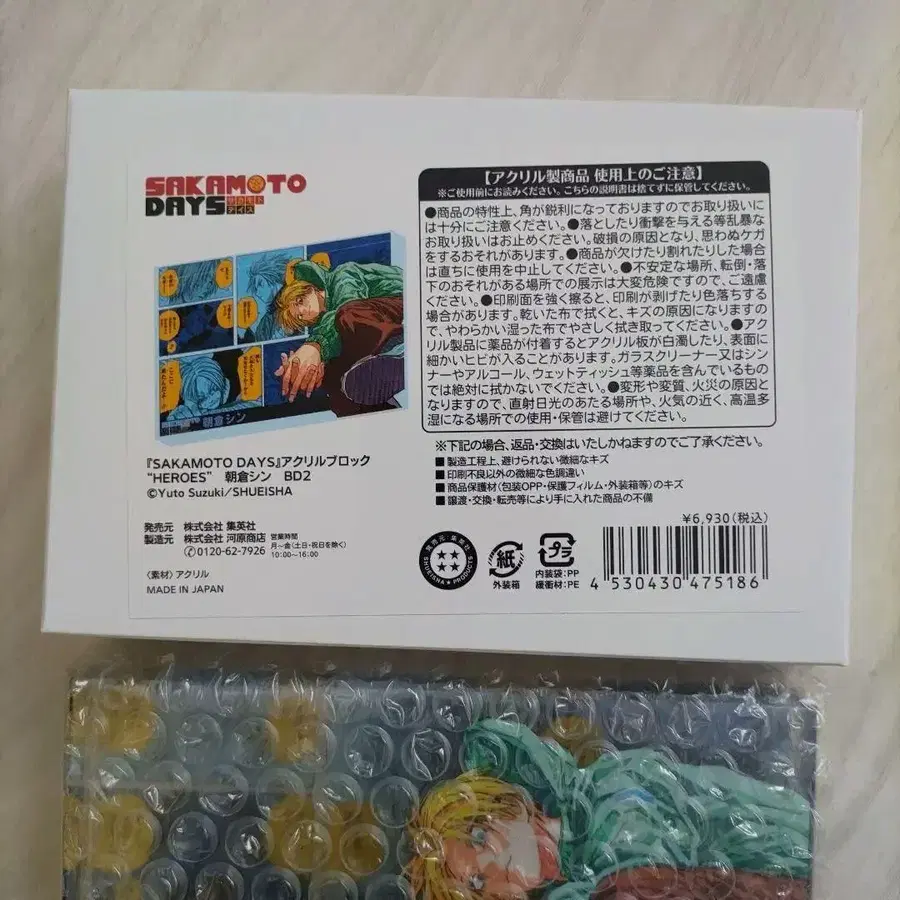 SAKAMOTO
DAYS
朝倉シン
『SAKAMOTO DAYS』アクリルブロック
“HEROES” 朝倉シン BD2
©Yuto Suzuki/SHUEISHA
発売元 株式会社 集英社
製造元 株式会社 河原商店
✆0120-62-7926
営業時間
月~金(土日・祝日を除く)
10:00~16:00
〈素材〉アクリル
MADE IN JAPAN
【アクリル製商品 使用上のご注意】
※ご使用前にお読みください。こちらの説明書は捨てずに保管してください。
●商品の特性上、角が鋭利になっておりますのでお取り扱いに
は十分にご注意ください。●落としたり衝撃を与える等乱暴な
お取り扱いはお止めください。破損の原因となり、思わぬケガ
をするおそれがあります。●商品が欠けたり割れたりした場合
は直ちに使用を中止してください。●不安定な場所、転倒・落
下のおそれがある場所での展示は大変危険ですので、ご遠慮
ください。●印刷面を強く擦ると、印刷が剥げたり色落ちする
場合があります。乾いた布で拭くと、キズの原因になりますの
で、やわらかい湿った布でやさしく拭き取ってください。●アク
リル製品に薬品が付着するとアクリル板が白濁したり、表面に
細かいヒビが入ることがあります。ガラスクリーナー又はシン
ナーやアルコール、ウェットティッシュ等薬品を含んでいるもの
では絶対に拭かないでください。●変形や変質、火災の原因と
なりますので、直射日光のあたる場所や、火気の近く、高温多
湿になる場所での使用・保管は避けてください。
※下記の場合、返品・交換はいたしかねますのでご了承ください。
■製造工程上、避けられない微細なキズ
■印刷不良以外の微細な色調違い
■商品保護材(包装OPP・保護フィルム・外装箱等)のキズ
■譲渡・交換・転売等により手に入れた商品の不備
¥6,930(税込)
発売元・集英社
SHUEISHA PRODUCTS
紙
外装箱
プラ
内装袋:PP
緩衝材:PE
4 530430 475186